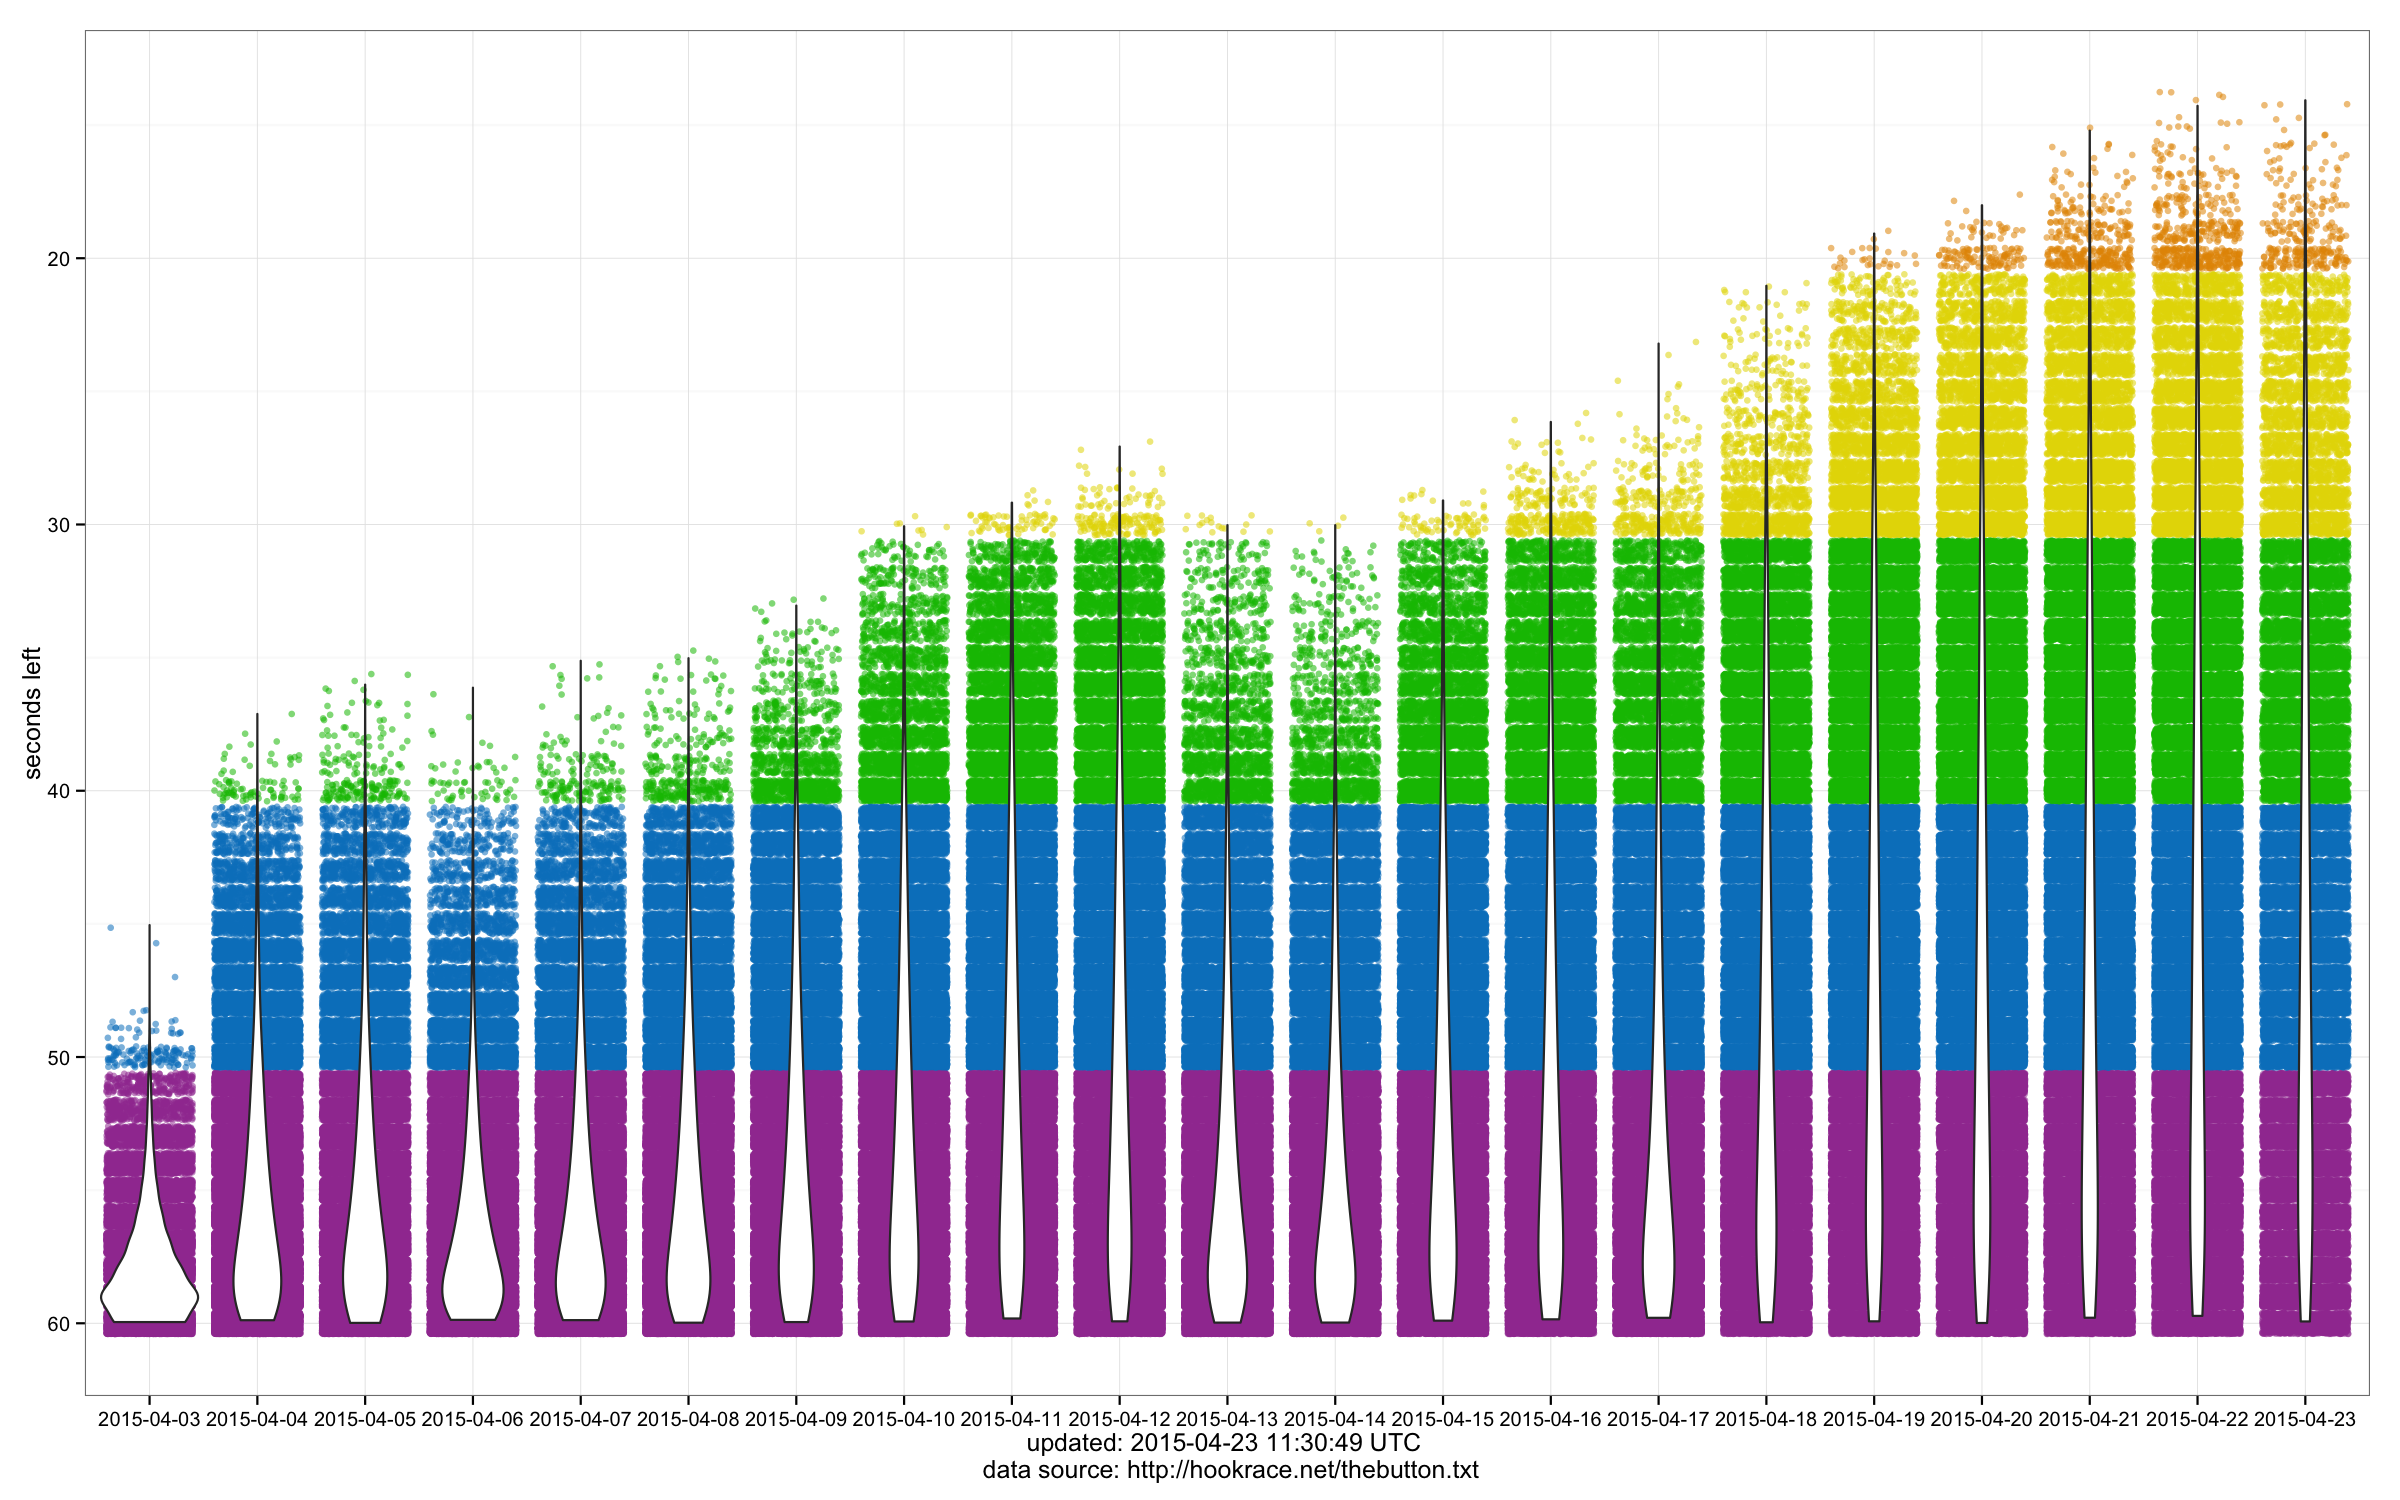 seconds left
20
30
40
50
60
2015-04-03 2015-04-04 2015-04-05 2015-04-06 2015-04-07 2015-04-08 2015-04-09 2015-04-10 2015-04-11 2015-04-12 2015-04-13 2015-04-14 2015-04-15 2015-04-16 2015-04-17 2015-04-18 2015-04-19 2015-04-20 2015-04-21 2015-04-22 2015-04-23
updated: 2015-04-23 11:30:49 UTC
data source: http://hookrace.net/thebutton.txt